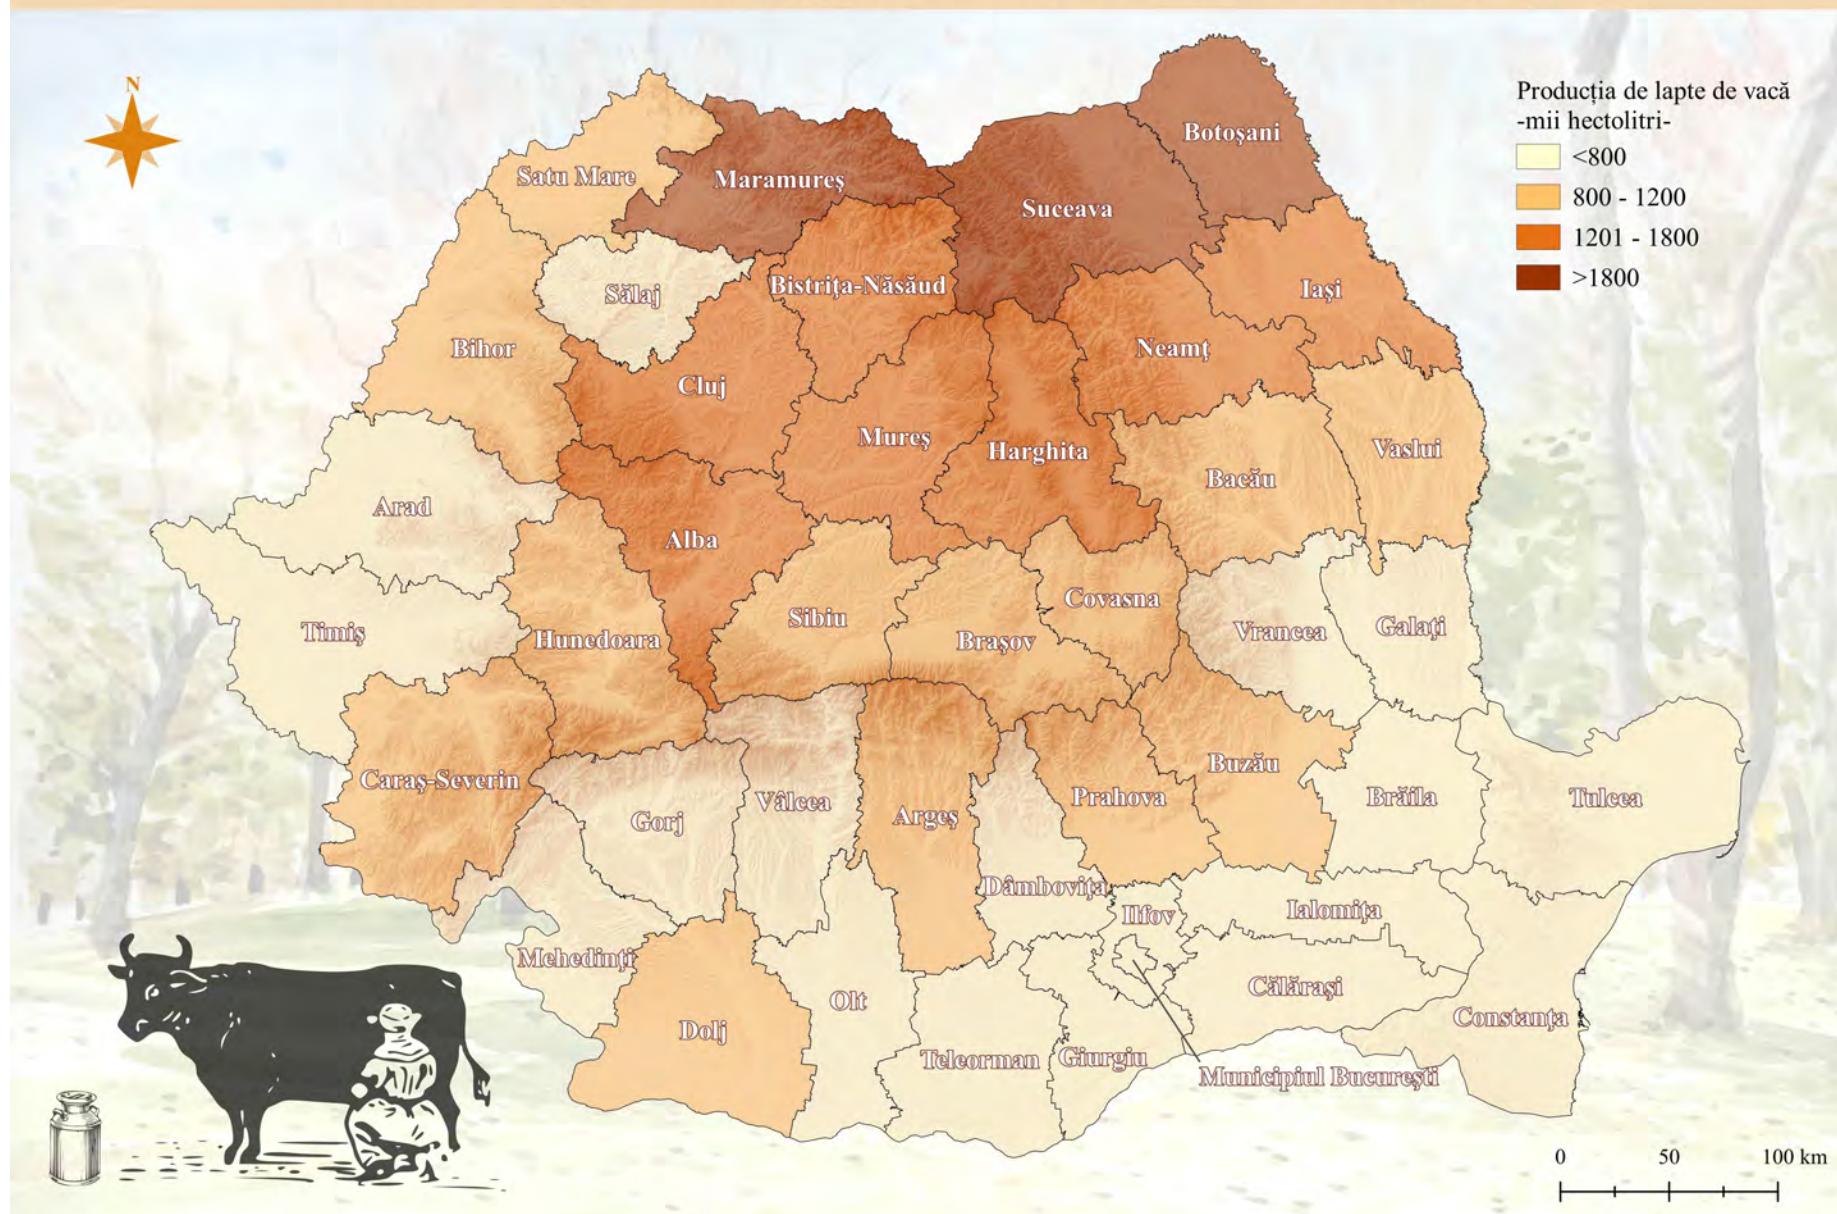 N
Producția de lapte de vacă
-mii hectolitri-
<800
800 - 1200
1201 - 1800
>1800
Botoșani
Satu Mare
Maramureș
Suceava
Sălaj
Bistrița-Năsăud
Iași
Bihor
Cluj
Neamț
Mureș
Harghita
Vaslui
Bacău
Arad
Alba
Covasna
Sibiu
Timiș
Hunedoara
Brașov
Vrancea
Galați
Caraș-Severin
Buzău
Vâlcea
Prahova
Brăila
Tulcea
Gorj
Argeș
Dâmbovița
Ilfov
Ialomița
Mehedinți
Olt
Călărași
Dolj
Constanța
Teleorman
Giurgiu
Municipiul București
0 50 100 km